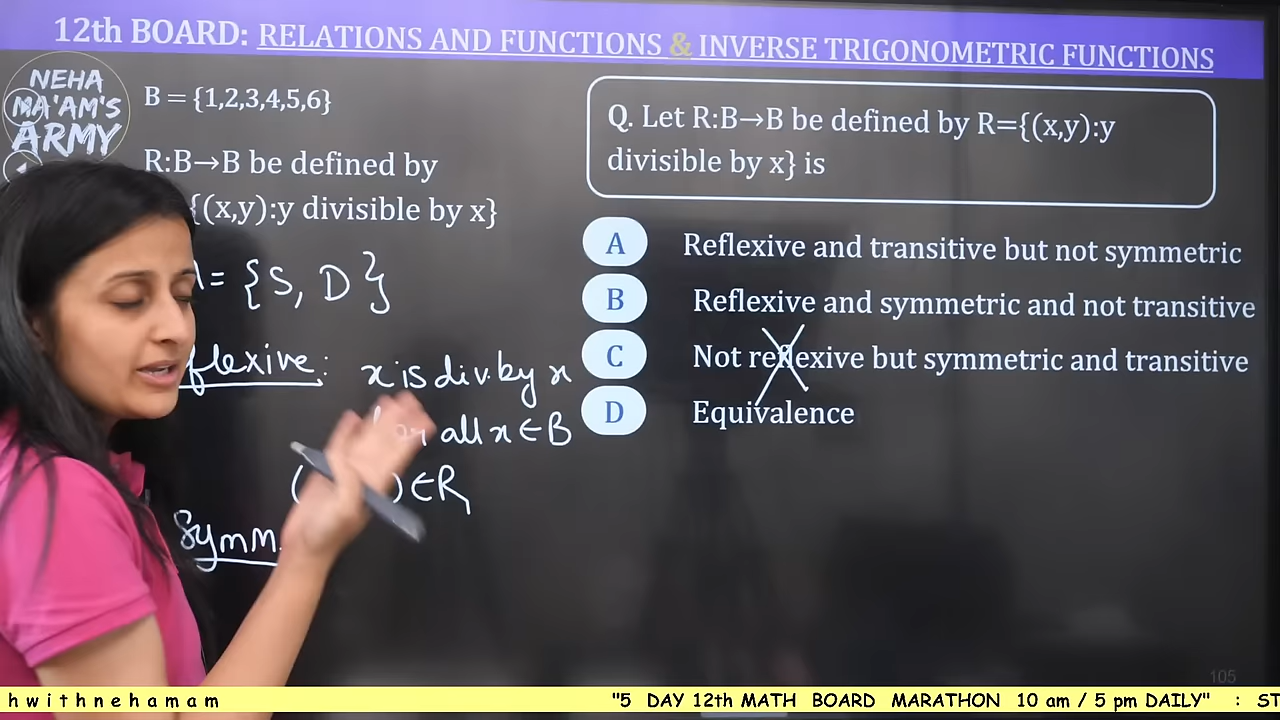 12th BOARD: RELATIONS AND FUNCTIONS & INVERSE TRIGONOMETRIC FUNCTIONS
NEHA
MA'AM'S
ARMY
B = {1,2,3,4,5,6}
R:B→B be defined by
{(x,y):y divisible by x}
= {S, D}
flexive: x is div. by x
for all x ∈ B
( ) ∈ R
Symm
Q. Let R:B→B be defined by R={(x,y):y
divisible by x} is
A Reflexive and transitive but not symmetric
B Reflexive and symmetric and not transitive
C Not reflexive but symmetric and transitive
D Equivalence
105
hwithnehamam "5 DAY 12th MATH BOARD MARATHON 10 am / 5 pm DAILY" : ST